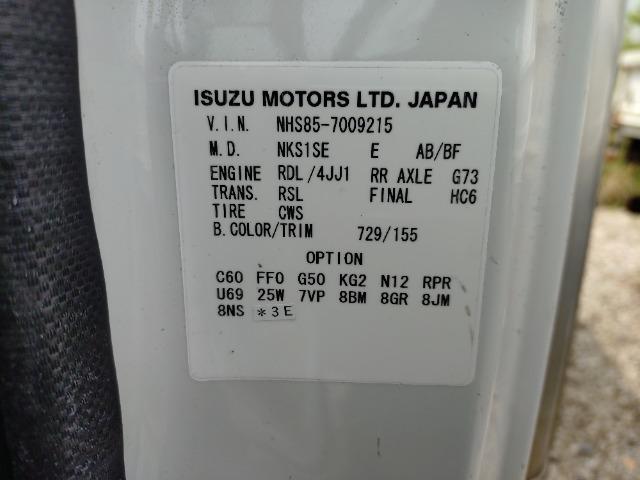 ISUZU MOTORS LTD. JAPAN
V.I.N. NHS85-7009215
M.D. NKS1SE E AB/BF
ENGINE RDL/4JJ1 RR AXLE G73
TRANS. RSL FINAL HC6
TIRE CWS
B.COLOR/TRIM 729/155
OPTION
C60 FF0 G50 KG2 N12 RPR
U69 25W 7VP 8BM 8GR 8JM
8NS *3E